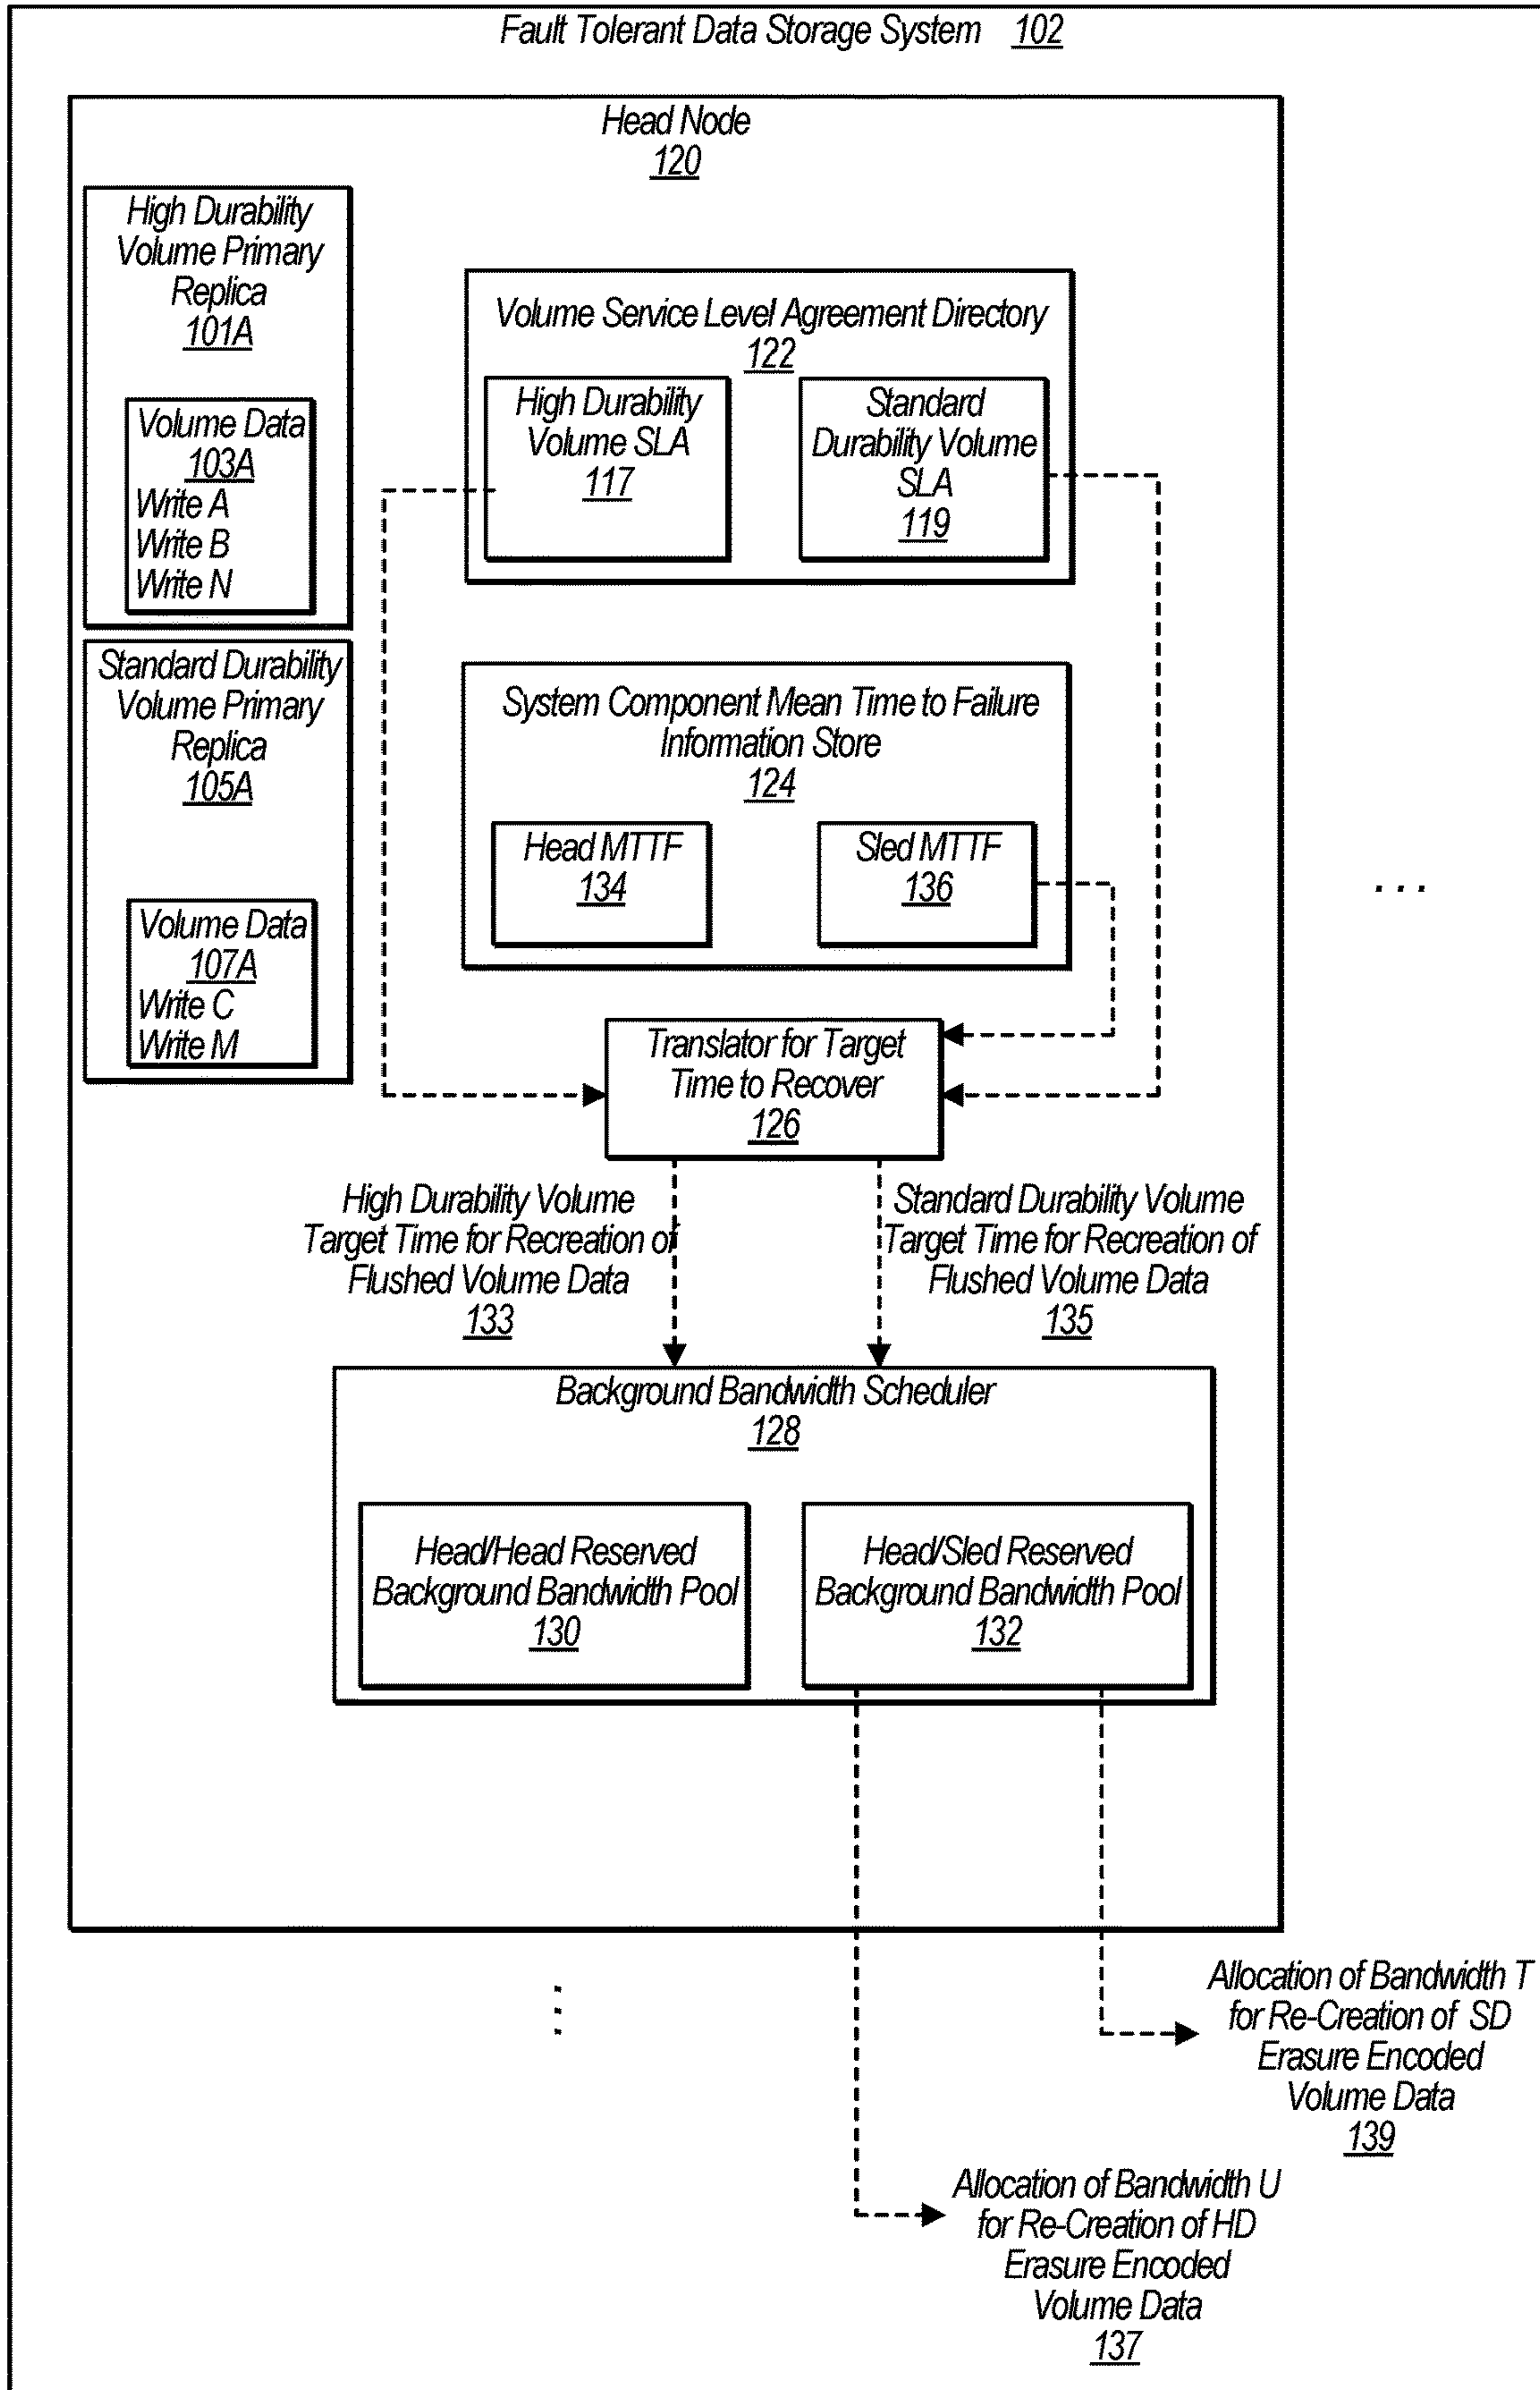 Fault Tolerant Data Storage System 102
Head Node
120
High Durability
Volume Primary
Replica
101A
Volume Data
103A
Write A
Write B
Write N
Standard Durability
Volume Primary
Replica
105A
Volume Data
107A
Write C
Write M
Volume Service Level Agreement Directory
122
High Durability
Volume SLA
117
Standard
Durability Volume
SLA
119
System Component Mean Time to Failure
Information Store
124
Head MTTF
134
Sled MTTF
136
. . .
Translator for Target
Time to Recover
126
High Durability Volume
Target Time for Recreation of
Flushed Volume Data
133
Standard Durability Volume
Target Time for Recreation of
Flushed Volume Data
135
Background Bandwidth Scheduler
128
Head/Head Reserved
Background Bandwidth Pool
130
Head/Sled Reserved
Background Bandwidth Pool
132
Allocation of Bandwidth T
for Re-Creation of SD
Erasure Encoded
Volume Data
139
Allocation of Bandwidth U
for Re-Creation of HD
Erasure Encoded
Volume Data
137